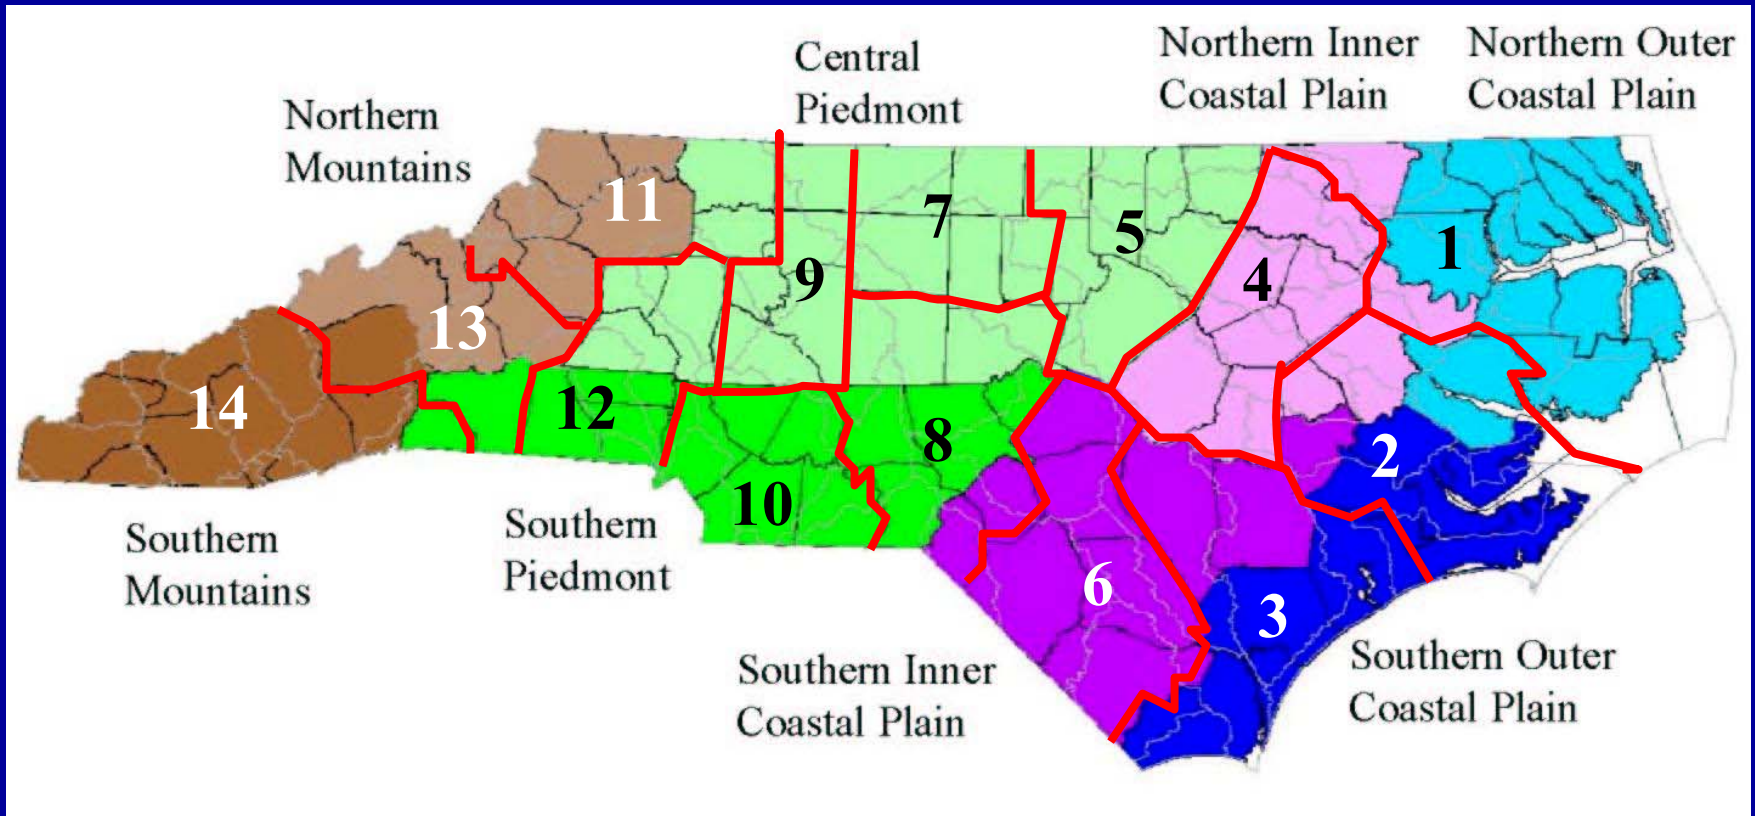 Northern Inner
Coastal Plain
Northern Outer
Coastal Plain
Central
Piedmont
Northern
Mountains
11
7
5
1
9
4
13
14
12
8
2
10
6
3
Southern
Mountains
Southern
Piedmont
Southern Inner
Coastal Plain
Southern Outer
Coastal Plain